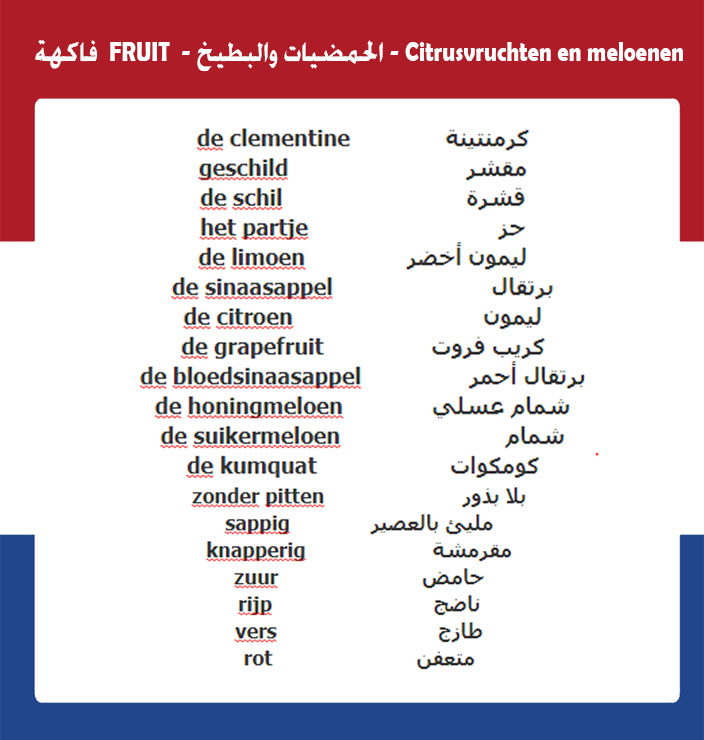 فاكهة FRUIT - الحمضيات والبطيخ - Citrusvruchten en meloenen
de clementine كرمنتينة
geschild مقشر
de schil قشرة
het partje حز
de limoen ليمون أخضر
de sinaasappel برتقال
de citroen ليمون
de grapefruit كريب فروت
de bloedsinaasappel برتقال أحمر
de honingmeloen شمام عسلي
de suikermeloen شمام
de kumquat كومكوات
zonder pitten بلا بذور
sappig مليئ بالعصير
knapperig مقرمشة
zuur حامض
rijp ناضج
vers طازج
rot متعفن